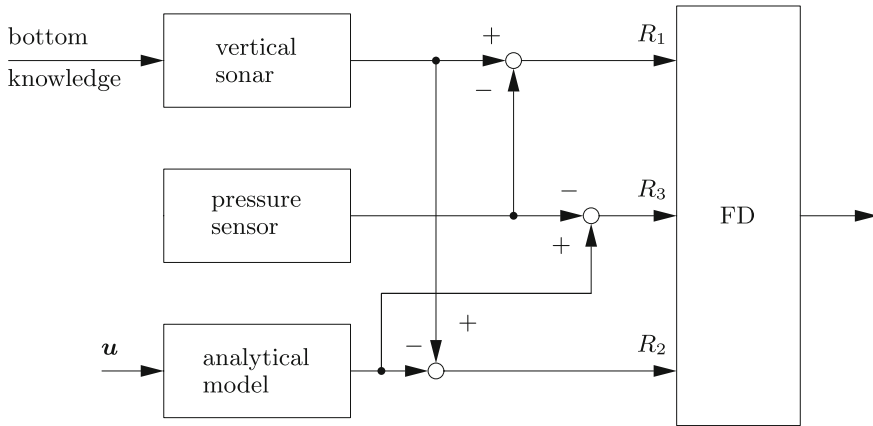 bottom
knowledge
vertical
sonar
+
−
R₁
pressure
sensor
−
+
R₃
FD
u
analytical
model
−
+
R₂